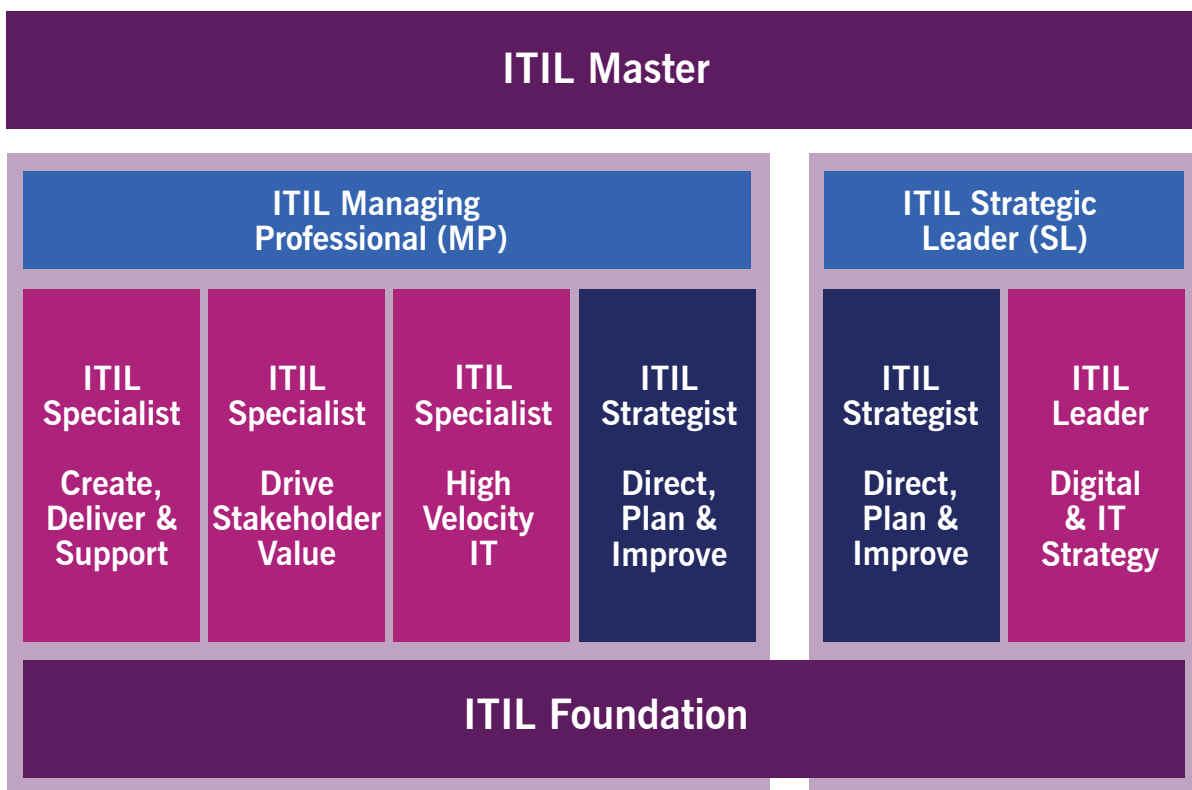 ITIL Master
ITIL Managing
Professional (MP)
ITIL Strategic
Leader (SL)
ITIL
Specialist
Create,
Deliver &
Support
ITIL
Specialist
Drive
Stakeholder
Value
ITIL
Specialist
High
Velocity
IT
ITIL
Strategist
Direct,
Plan &
Improve
ITIL
Strategist
Direct,
Plan &
Improve
ITIL
Leader
Digital
& IT
Strategy
ITIL Foundation